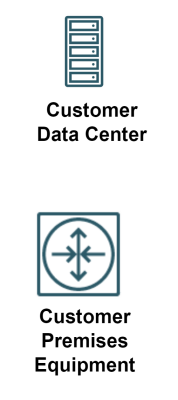 Customer
Data Center
Customer
Premises
Equipment